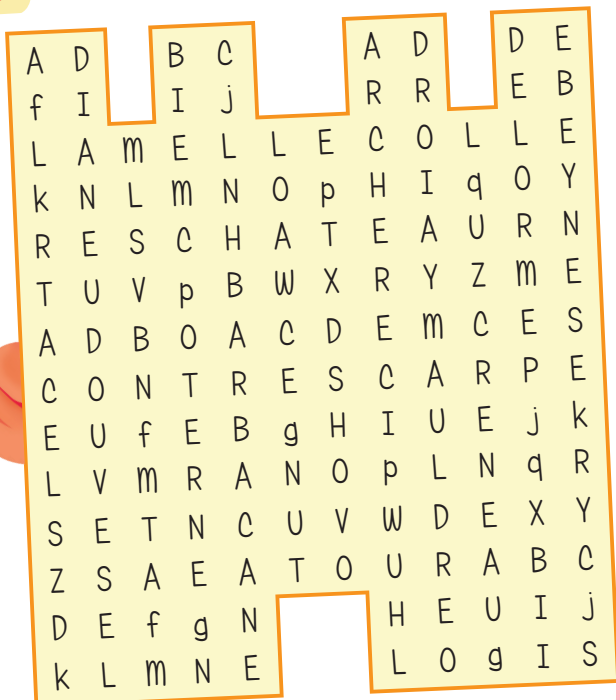 A D B C A D D E
f I I j R R E B
L A m E L L E C O L L E
k N L m N O p H I q O Y
R E S C H A T E A U R N
T U V p B W X R Y Z m E
A D B O A C D E m C E S
C O N T R E S C A R P E
E U f E B g H I U E j k
L V m R A N O p L N q R
S E T N C U V W D E X Y
Z S A E A T O U R A B C
D E f g N H E U I j
k L m N E L O g I S